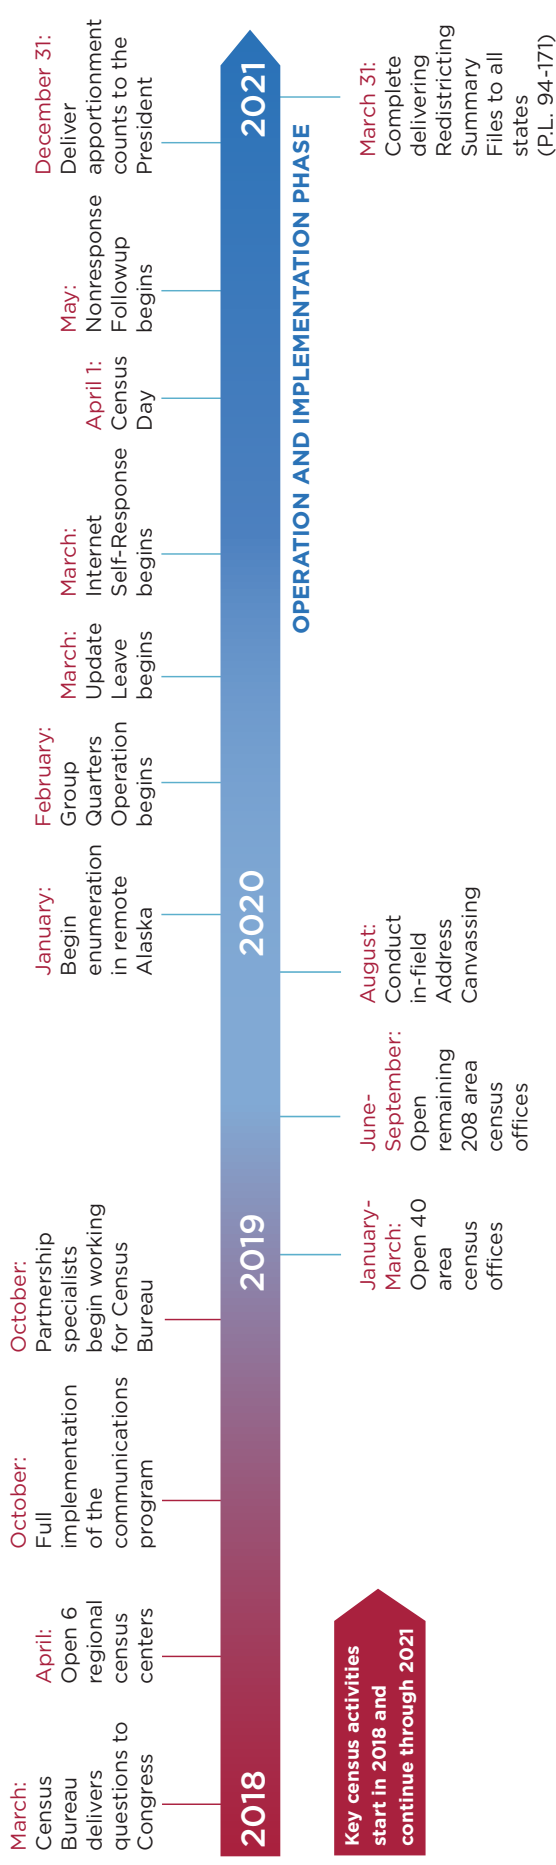 March:
Census
Bureau
delivers
questions to
Congress
April:
Open 6
regional
census
centers
October:
Full
implementation
of the
communications
program
October:
Partnership
specialists
begin working
for Census
Bureau
January:
Begin
enumeration
in remote
Alaska
February:
Group
Quarters
Operation
begins
March:
Update
Leave
begins
March:
Internet
Self-Response
begins
April 1:
Census
Day
May:
Nonresponse
Followup
begins
December 31:
Deliver
apportionment
counts to the
President
2018
2019
2020
2021
OPERATION AND IMPLEMENTATION PHASE
Key census activities
start in 2018 and
continue through 2021
January-
March:
Open 40
area
census
offices
June-
September:
Open
remaining
208 area
census
offices
August:
Conduct
in-field
Address
Canvassing
March 31:
Complete
delivering
Redistricting
Summary
Files to all
states
(P.L. 94-171)